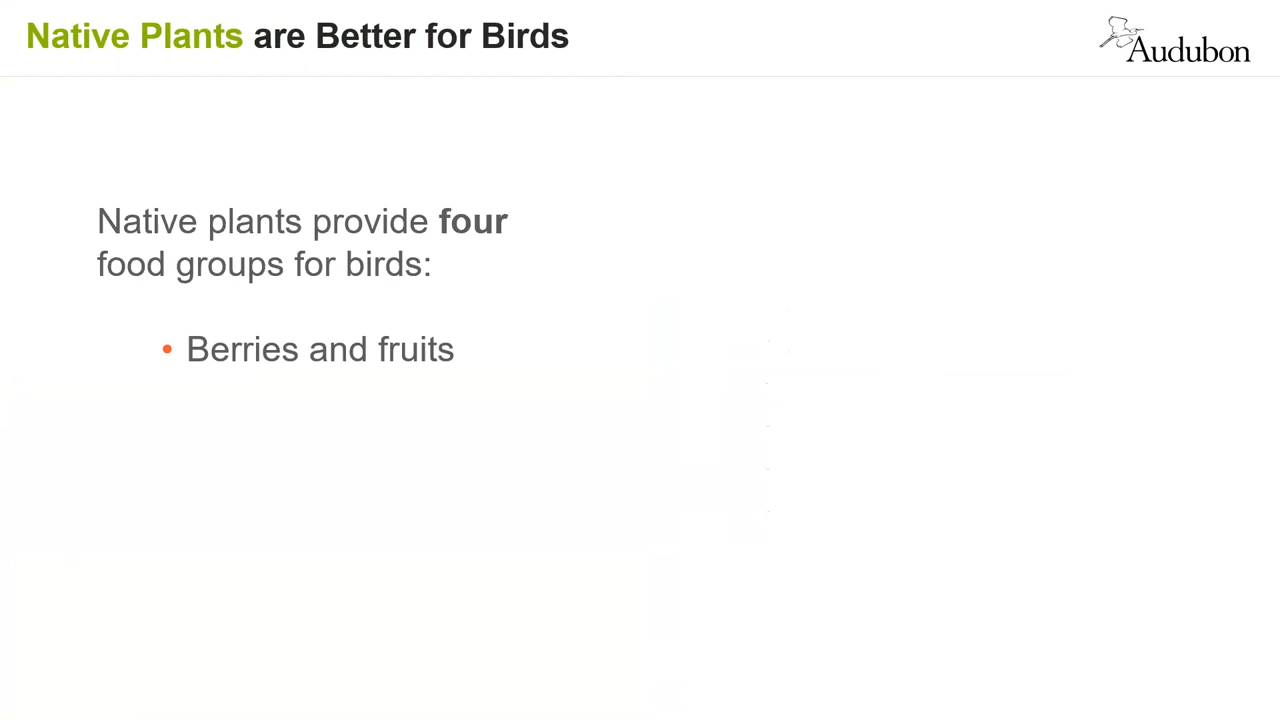 Native Plants are Better for Birds
Audubon
Native plants provide four
food groups for birds:
• Berries and fruits